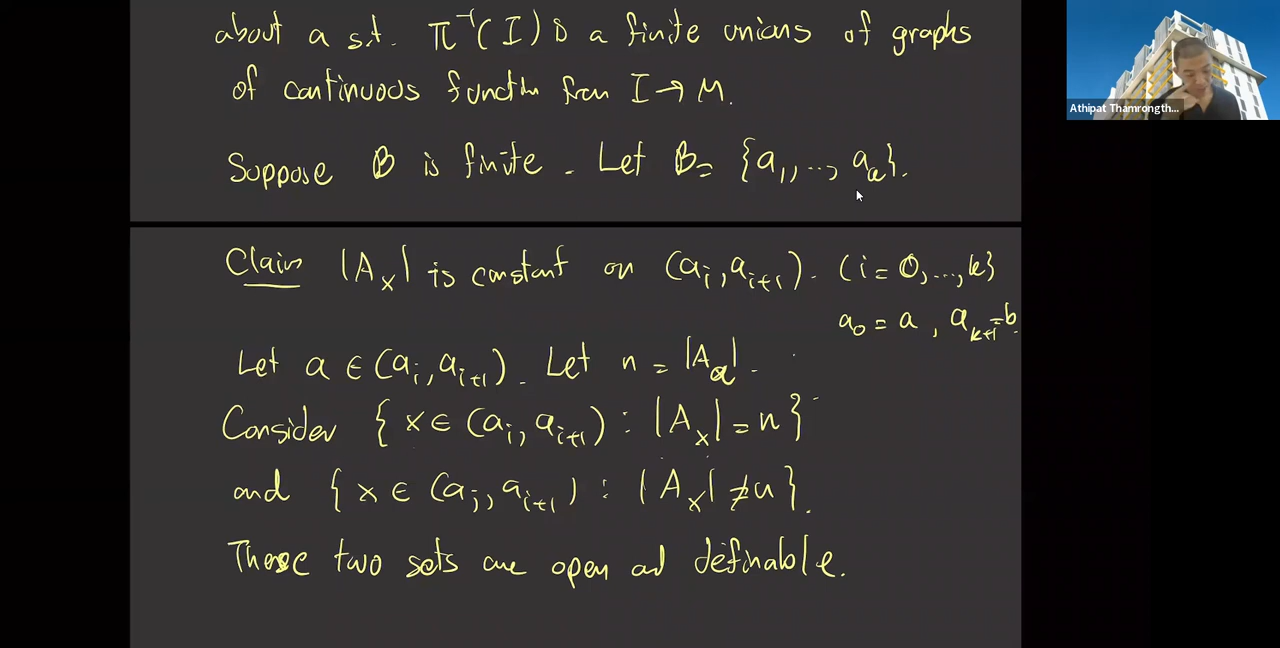 about a s.t. π⁻¹(I) is a finite unions of graphs
of continuous function from I → M.
Suppose B is finite. Let B = {a₁, ..., aₖ}.
Claim |Aₓ| is constant on (aᵢ, aᵢ₊₁). (i = 0, ..., k)
a₀ = a, aₖ₊₁ = b
Let a ∈ (aᵢ, aᵢ₊₁). Let n = |Aₐ|.
Consider { x ∈ (aᵢ, aᵢ₊₁) : |Aₓ| = n }
and { x ∈ (aᵢ, aᵢ₊₁) : |Aₓ| ≠ n }.
These two sets are open and definable.
Athipat Thamrongth...